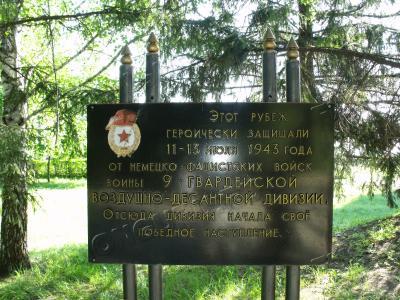 Этот рубеж
героически защищали
11-13 июля 1943 года
от немецко-фашистских войск
воины 9 гвардейской
воздушно-десантной дивизии.
Отсюда дивизия начала своё
победное наступление.